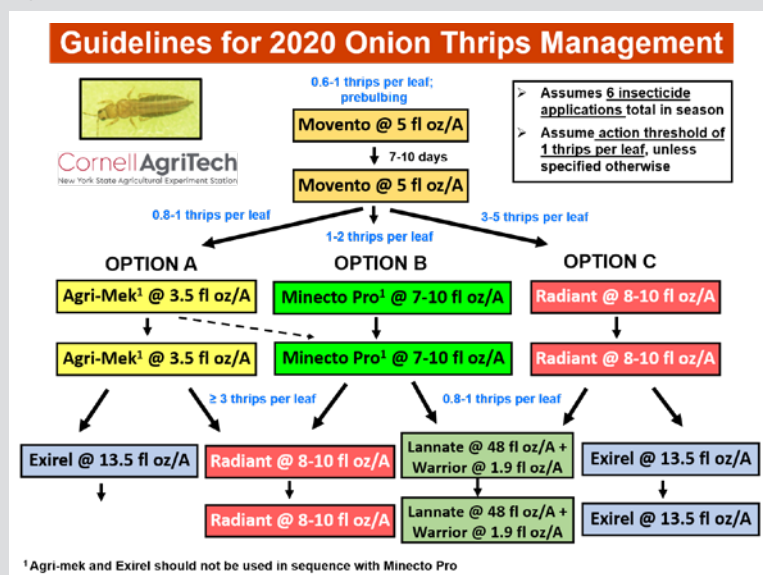 Guidelines for 2020 Onion Thrips Management
0.6-1 thrips per leaf;
prebulbing
Movento @ 5 fl oz/A
7-10 days
Movento @ 5 fl oz/A
➢ Assumes 6 insecticide
applications total in season
➢ Assume action threshold of
1 thrips per leaf, unless
specified otherwise
CornellAgriTech
New York State Agricultural Experiment Station
0.8-1 thrips per leaf
1-2 thrips per leaf
3-5 thrips per leaf
OPTION A
OPTION B
OPTION C
Agri-Mek¹ @ 3.5 fl oz/A
Minecto Pro¹ @ 7-10 fl oz/A
Radiant @ 8-10 fl oz/A
Agri-Mek¹ @ 3.5 fl oz/A
Minecto Pro¹ @ 7-10 fl oz/A
Radiant @ 8-10 fl oz/A
≥ 3 thrips per leaf
0.8-1 thrips per leaf
Exirel @ 13.5 fl oz/A
Radiant @ 8-10 fl oz/A
Lannate @ 48 fl oz/A +
Warrior @ 1.9 fl oz/A
Exirel @ 13.5 fl oz/A
Radiant @ 8-10 fl oz/A
Lannate @ 48 fl oz/A +
Warrior @ 1.9 fl oz/A
Exirel @ 13.5 fl oz/A
¹ Agri-mek and Exirel should not be used in sequence with Minecto Pro